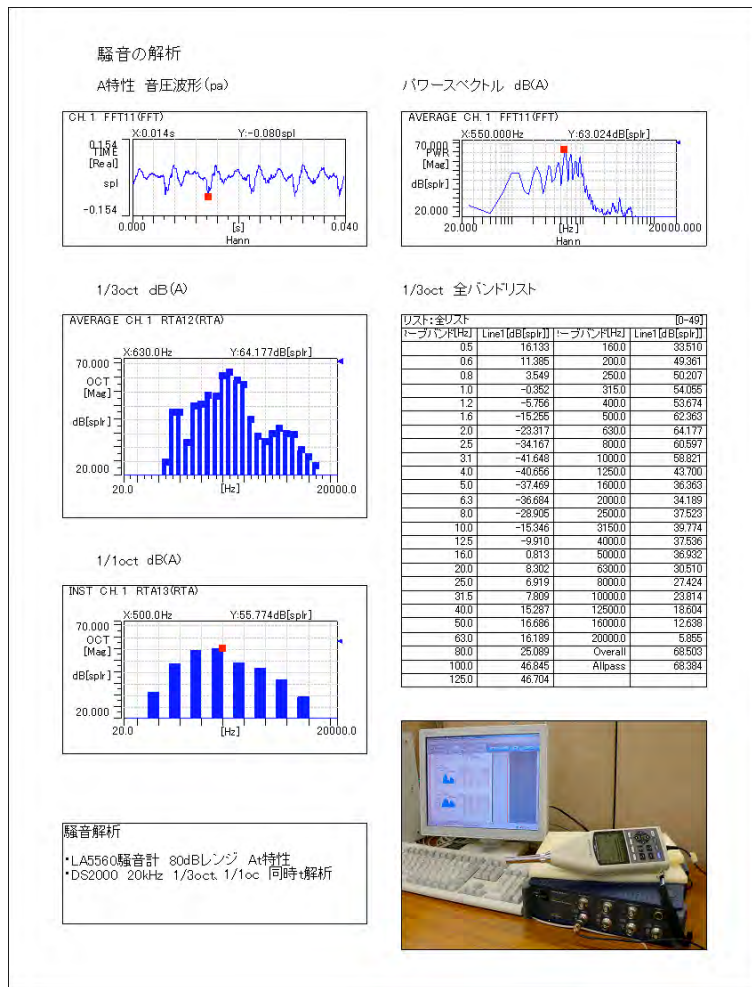 騒音の解析
A特性 音圧波形(pa)
CH.1 FFT11(FFT)
X:0.014s Y:-0.080spl
0.154
TIME
[Real]
spl
-0.154
0.000 [s] 0.040
Hann
パワースペクトル dB(A)
AVERAGE CH.1 FFT11(FFT)
X:550.000Hz Y:63.024dB[splr]
70.000
PWR
[Mag]
dB[splr]
20.000
20.000 [Hz] 20000.000
Hann
1/3oct dB(A)
AVERAGE CH.1 RTA12(RTA)
X:630.0Hz Y:64.177dB[splr]
70.000
OCT
[Mag]
dB[splr]
20.000
20.0 [Hz] 20000.0
1/3oct 全バンドリスト
リスト:全リスト [0-49]
ープバンド[Hz] Line1[dB[splr]] ープバンド[Hz] Line1[dB[splr]]
0.5 16.133 160.0 33.510
0.6 11.385 200.0 49.361
0.8 3.549 250.0 50.207
1.0 -0.352 315.0 54.055
1.2 -5.756 400.0 53.674
1.6 -15.255 500.0 62.363
2.0 -23.317 630.0 64.177
2.5 -34.167 800.0 60.597
3.1 -41.648 1000.0 58.821
4.0 -40.656 1250.0 43.700
5.0 -37.469 1600.0 36.363
6.3 -36.684 2000.0 34.189
8.0 -28.905 2500.0 37.523
10.0 -15.346 3150.0 39.774
12.5 -9.910 4000.0 37.536
16.0 0.813 5000.0 36.932
20.0 8.302 6300.0 30.510
25.0 6.919 8000.0 27.424
31.5 7.809 10000.0 23.814
40.0 15.287 12500.0 18.604
50.0 16.686 16000.0 12.638
63.0 16.189 20000.0 5.855
80.0 25.089 Overall 68.503
100.0 46.845 Allpass 68.384
125.0 46.704
1/1oct dB(A)
INST CH.1 RTA13(RTA)
X:500.0Hz Y:55.774dB[splr]
70.000
OCT
[Mag]
dB[splr]
20.000
20.0 [Hz] 20000.0
騒音解析
・LA5560騒音計 80dBレンジ At特性
・DS2000 20kHz 1/3oct、1/1oc 同時t解析